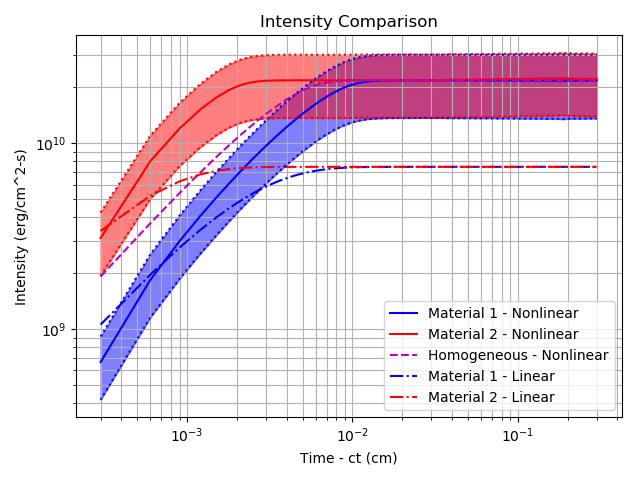 Intensity Comparison
Intensity (erg/cm^2-s)
10^10
10^9
Material 1 - Nonlinear
Material 2 - Nonlinear
Homogeneous - Nonlinear
Material 1 - Linear
Material 2 - Linear
10^−3 10^−2 10^−1
Time - ct (cm)